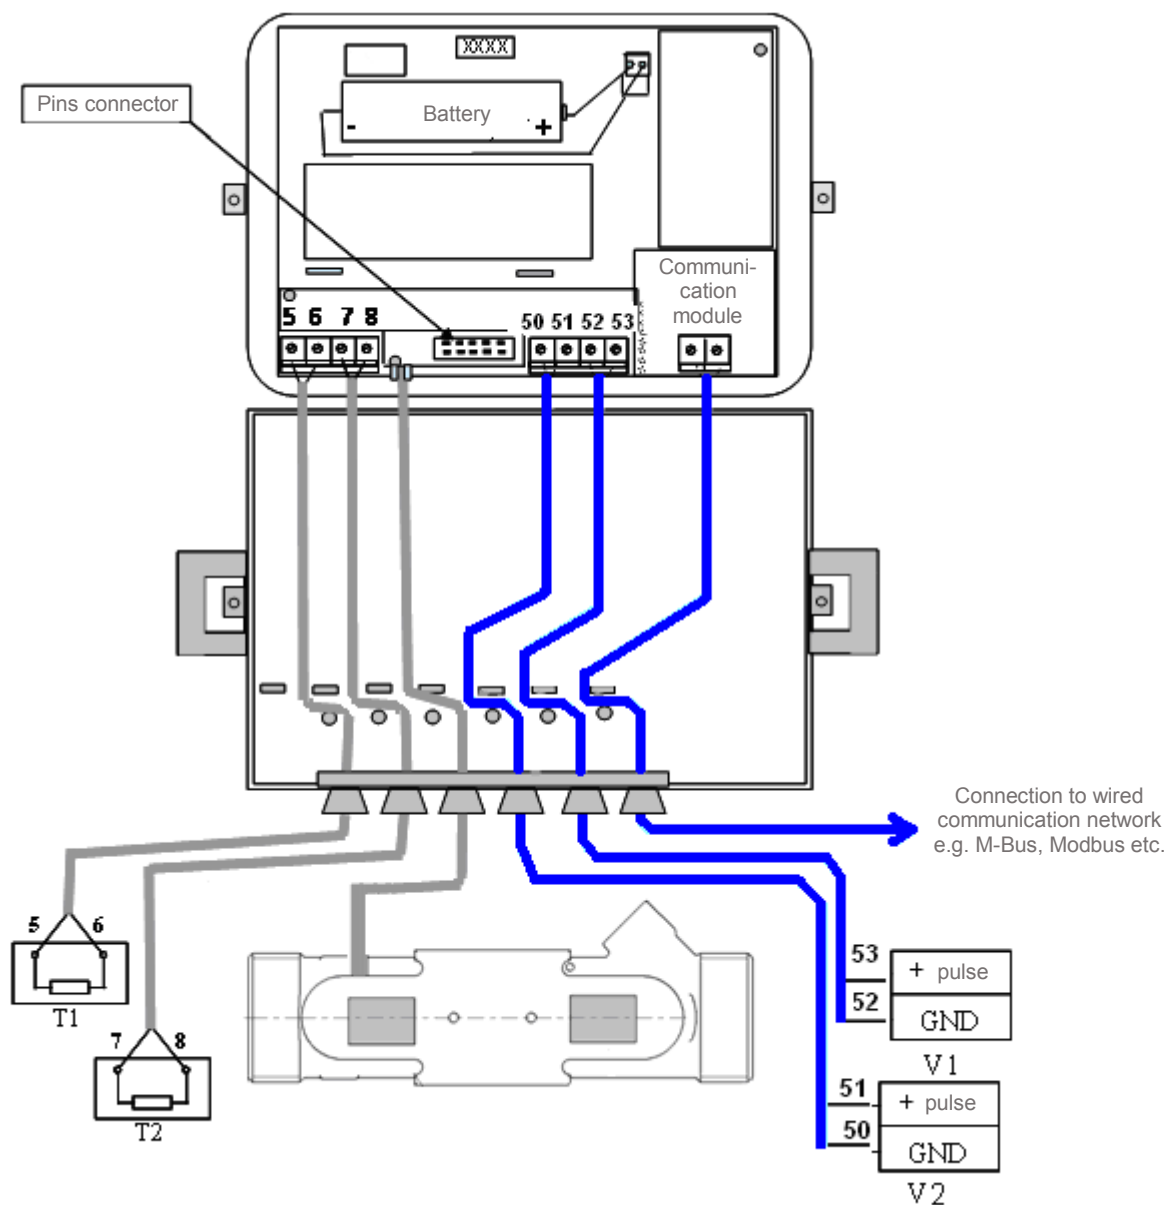 XXXX
Pins connector
Battery
- +
Communi-
cation
module
5 6 7 8
50 51 52 53
Connection to wired
communication network
e.g. M-Bus, Modbus etc.
5 6
T1
7 8
T2
53
+ pulse
52
GND
V1
51
+ pulse
50
GND
V2